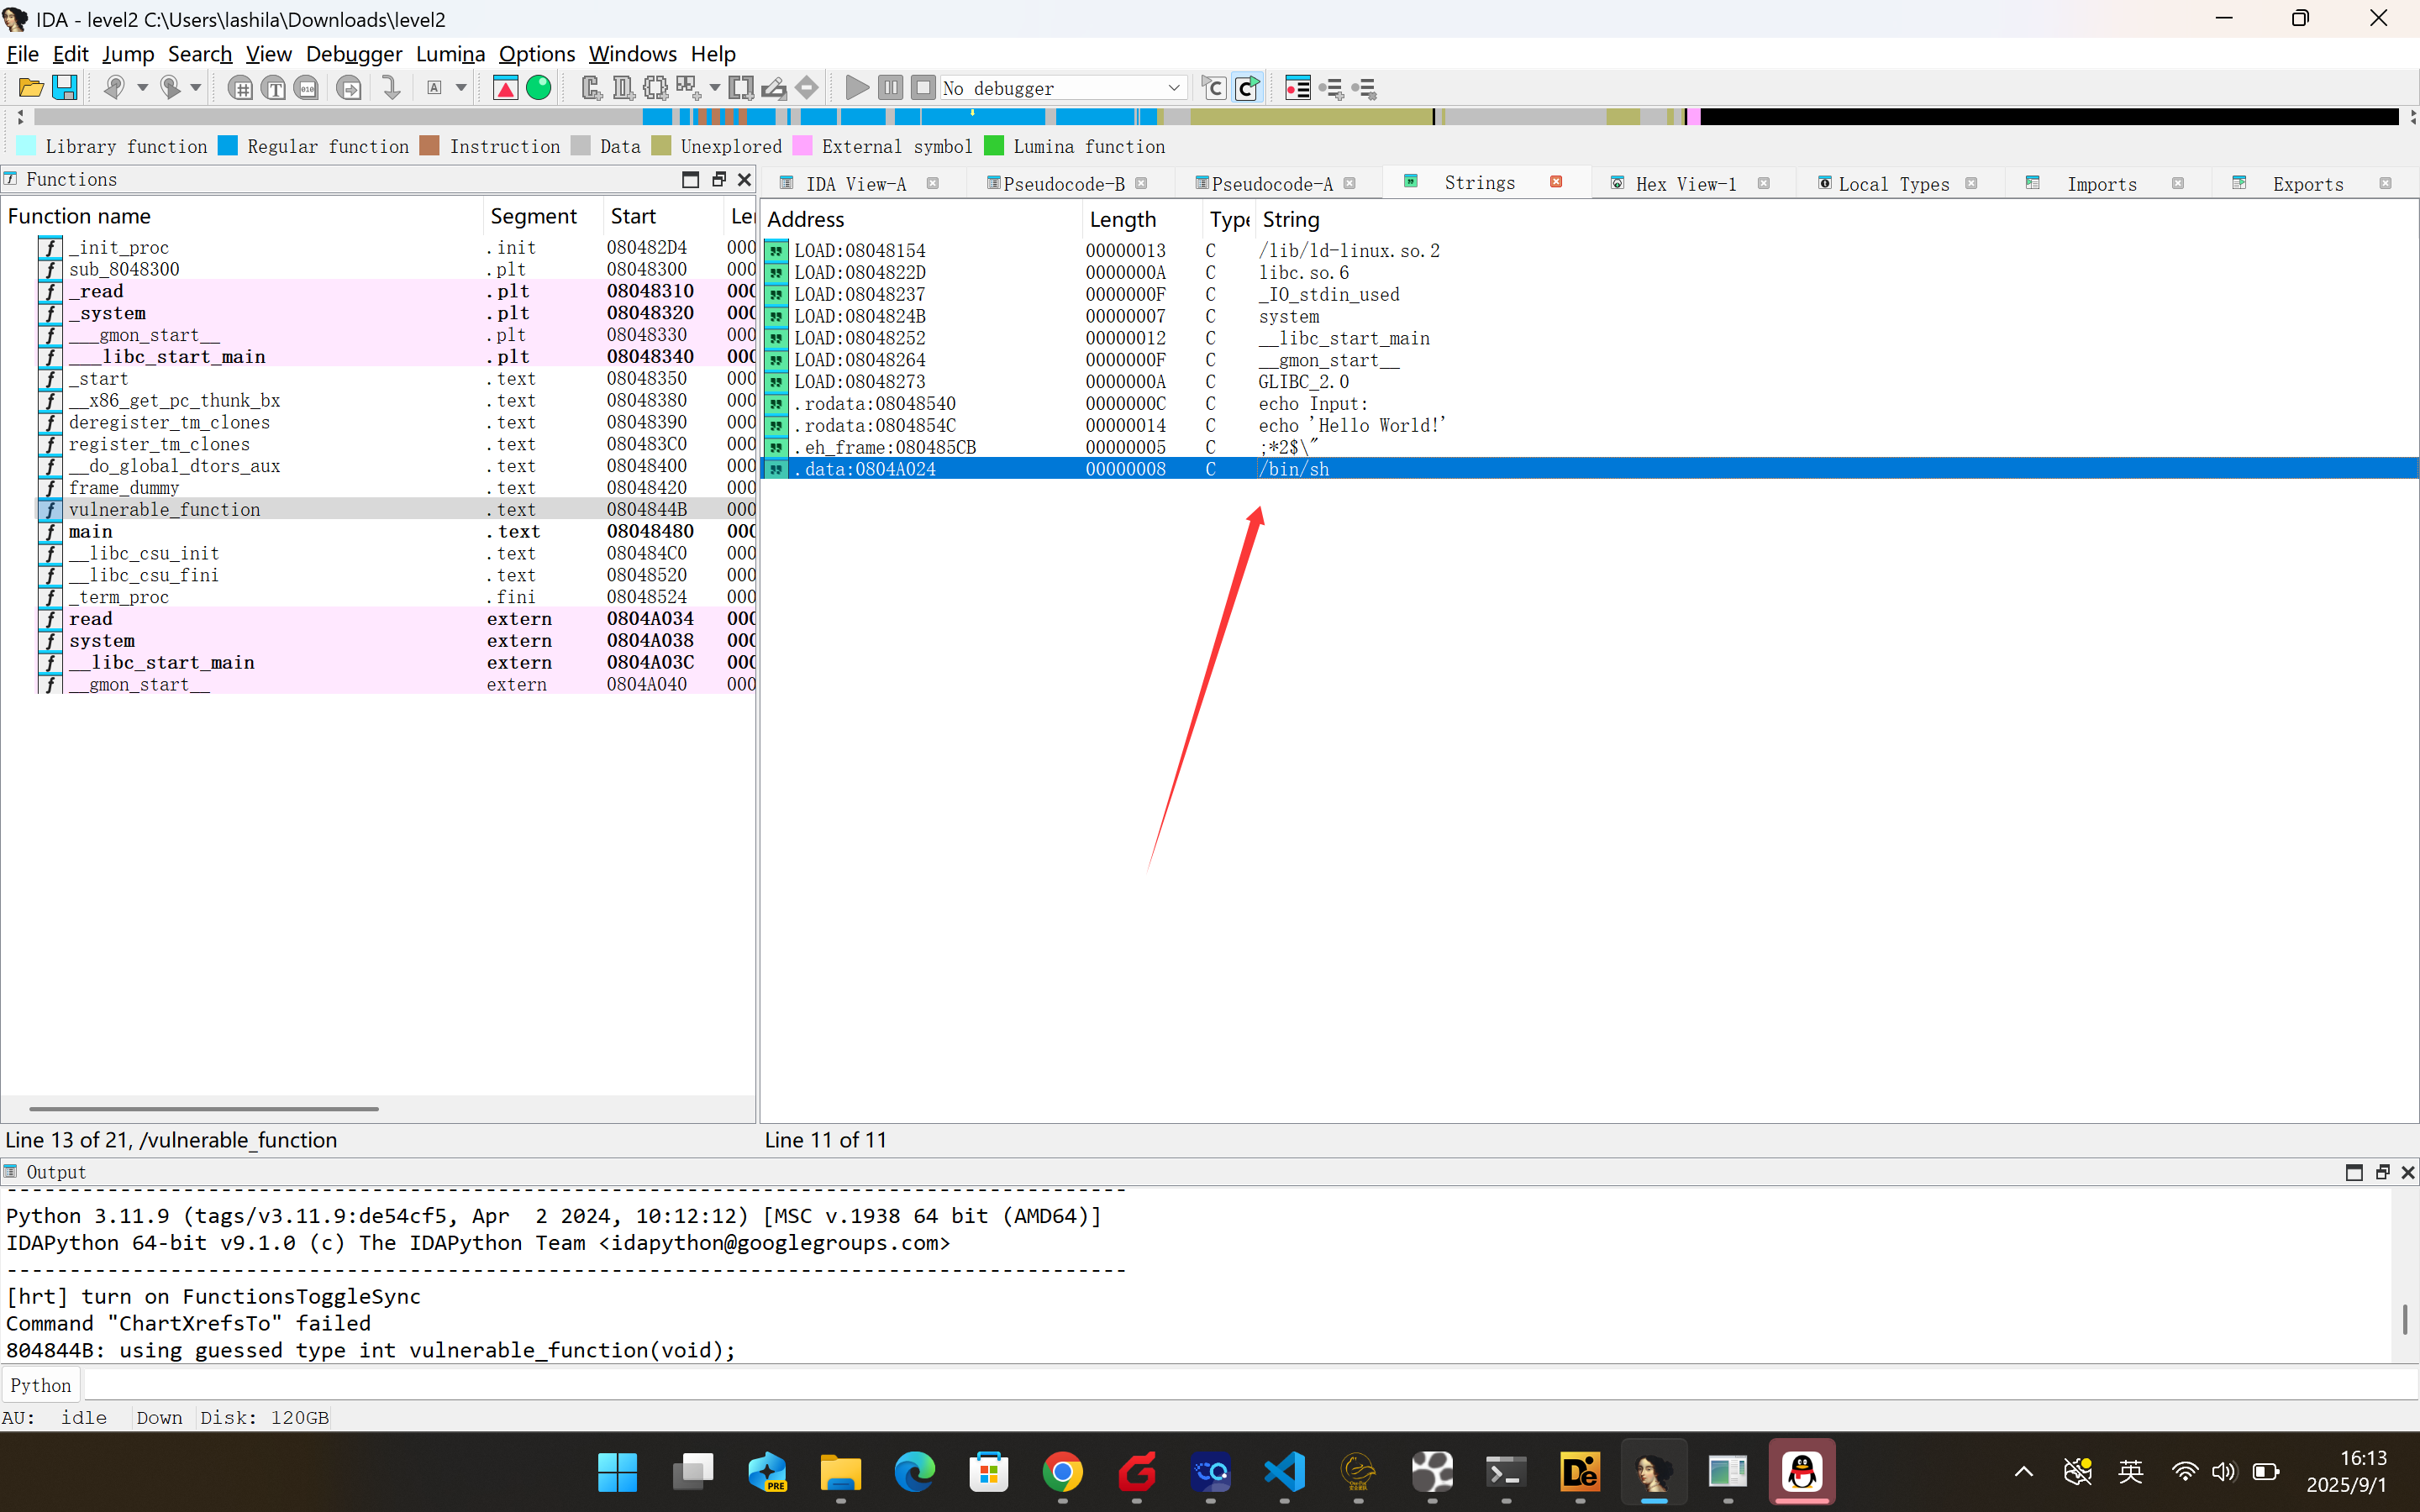 IDA - level2 C:\Users\lashila\Downloads\level2
File Edit Jump Search View Debugger Lumina Options Windows Help
No debugger
Library function Regular function Instruction Data Unexplored External symbol Lumina function
Functions
Function name Segment Start
_init_proc .init 080482D4 000
sub_8048300 .plt 08048300 000
_read .plt 08048310 000
_system .plt 08048320 000
___gmon_start__ .plt 08048330 000
___libc_start_main .plt 08048340 000
_start .text 08048350 000
__x86_get_pc_thunk_bx .text 08048380 000
deregister_tm_clones .text 08048390 000
register_tm_clones .text 080483C0 000
__do_global_dtors_aux .text 08048400 000
frame_dummy .text 08048420 000
vulnerable_function .text 0804844B 000
main .text 08048480 000
__libc_csu_init .text 080484C0 000
__libc_csu_fini .text 08048520 000
_term_proc .fini 08048524 000
read extern 0804A034 000
system extern 0804A038 000
__libc_start_main extern 0804A03C 000
__gmon_start__ extern 0804A040 000
Line 13 of 21, /vulnerable_function
IDA View-A Pseudocode-B Pseudocode-A Strings Hex View-1 Local Types Imports Exports
Address Length Type String
LOAD:08048154 00000013 C /lib/ld-linux.so.2
LOAD:0804822D 0000000A C libc.so.6
LOAD:08048237 0000000F C _IO_stdin_used
LOAD:0804824B 00000007 C system
LOAD:08048252 00000012 C __libc_start_main
LOAD:08048264 0000000F C __gmon_start__
LOAD:08048273 0000000A C GLIBC_2.0
.rodata:08048540 0000000C C echo Input:
.rodata:0804854C 00000014 C echo 'Hello World!'
.eh_frame:080485CB 00000005 C ;*2$\"
.data:0804A024 00000008 C /bin/sh
Line 11 of 11
Output
Python 3.11.9 (tags/v3.11.9:de54cf5, Apr  2 2024, 10:12:12) [MSC v.1938 64 bit (AMD64)]
IDAPython 64-bit v9.1.0 (c) The IDAPython Team <idapython@googlegroups.com>
[hrt] turn on FunctionsToggleSync
Command "ChartXrefsTo" failed
804844B: using guessed type int vulnerable_function(void);
Python
AU: idle Down Disk: 120GB
PRE
De
英
16:13
2025/9/1